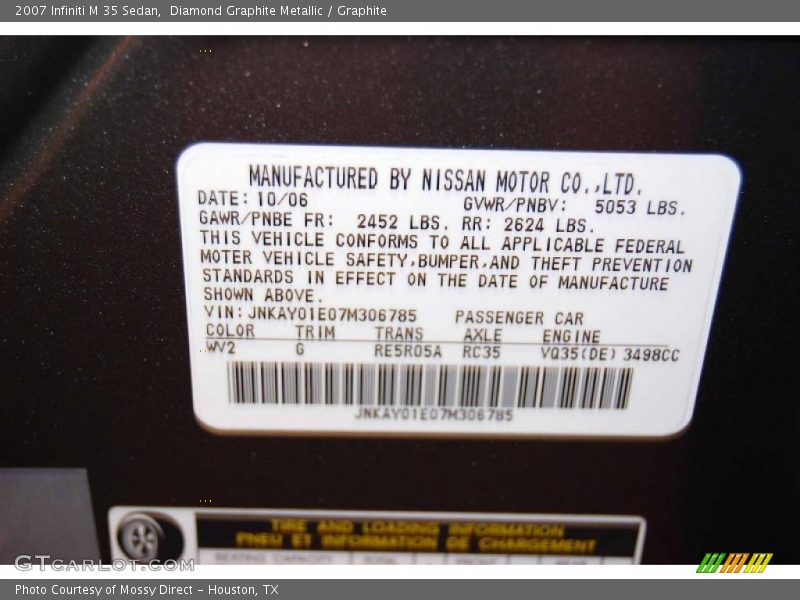 2007 Infiniti M 35 Sedan,  Diamond Graphite Metallic / Graphite
MANUFACTURED BY NISSAN MOTOR CO.,LTD.
DATE: 10/06 GVWR/PNBV: 5053 LBS.
GAWR/PNBE FR: 2452 LBS. RR: 2624 LBS.
THIS VEHICLE CONFORMS TO ALL APPLICABLE FEDERAL
MOTER VEHICLE SAFETY,BUMPER,AND THEFT PREVENTION
STANDARDS IN EFFECT ON THE DATE OF MANUFACTURE
SHOWN ABOVE.
VIN: JNKAY01E07M306785 PASSENGER CAR
COLOR TRIM TRANS AXLE ENGINE
WV2 G RE5R05A RC35 VQ35(DE) 3498CC
JNKAY01E07M306785
TIRE AND LOADING INFORMATION
PNEU ET INFORMATION DE CHARGEMENT
SEATING CAPACITY
GTCARLOT.COM
Photo Courtesy of Mossy Direct – Houston, TX